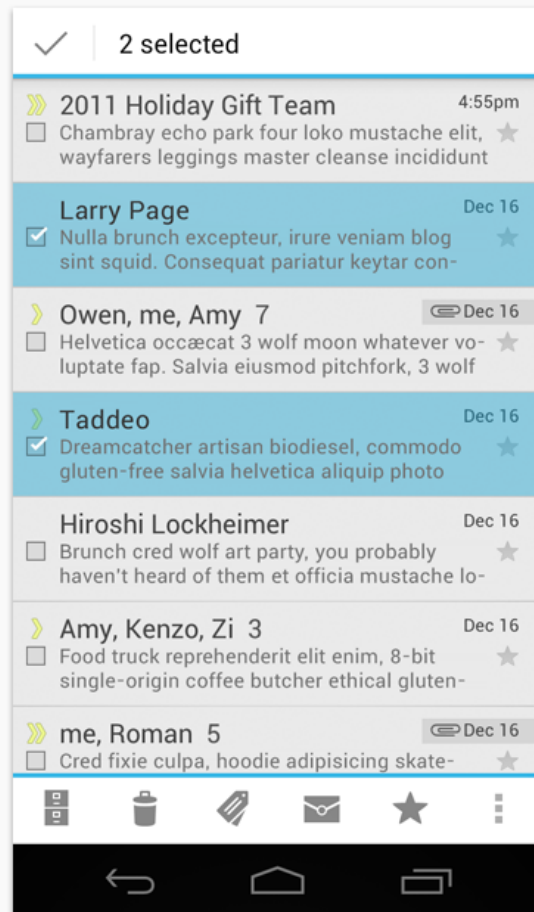 2 selected
2011 Holiday Gift Team 4:55pm
Chambray echo park four loko mustache elit,
wayfarers leggings master cleanse incididunt
Larry Page Dec 16
Nulla brunch excepteur, irure veniam blog
sint squid. Consequat pariatur keytar con-
Owen, me, Amy 7 Dec 16
Helvetica occæcat 3 wolf moon whatever vo-
luptate fap. Salvia eiusmod pitchfork, 3 wolf
Taddeo Dec 16
Dreamcatcher artisan biodiesel, commodo
gluten-free salvia helvetica aliquip photo
Hiroshi Lockheimer Dec 16
Brunch cred wolf art party, you probably
haven't heard of them et officia mustache lo-
Amy, Kenzo, Zi 3 Dec 16
Food truck reprehenderit elit enim, 8-bit
single-origin coffee butcher ethical gluten-
me, Roman 5 Dec 16
Cred fixie culpa, hoodie adipisicing skate-